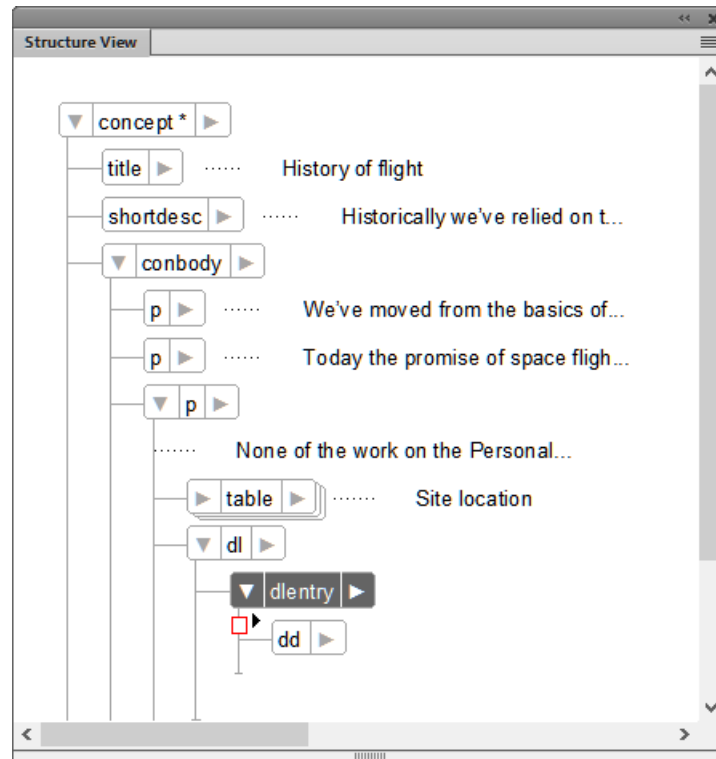 Structure View
concept *
title ...... History of flight
shortdesc ...... Historically we've relied on t...
conbody
p ...... We've moved from the basics of...
p ...... Today the promise of space fligh...
p
...... None of the work on the Personal...
table ...... Site location
dl
dlentry
dd